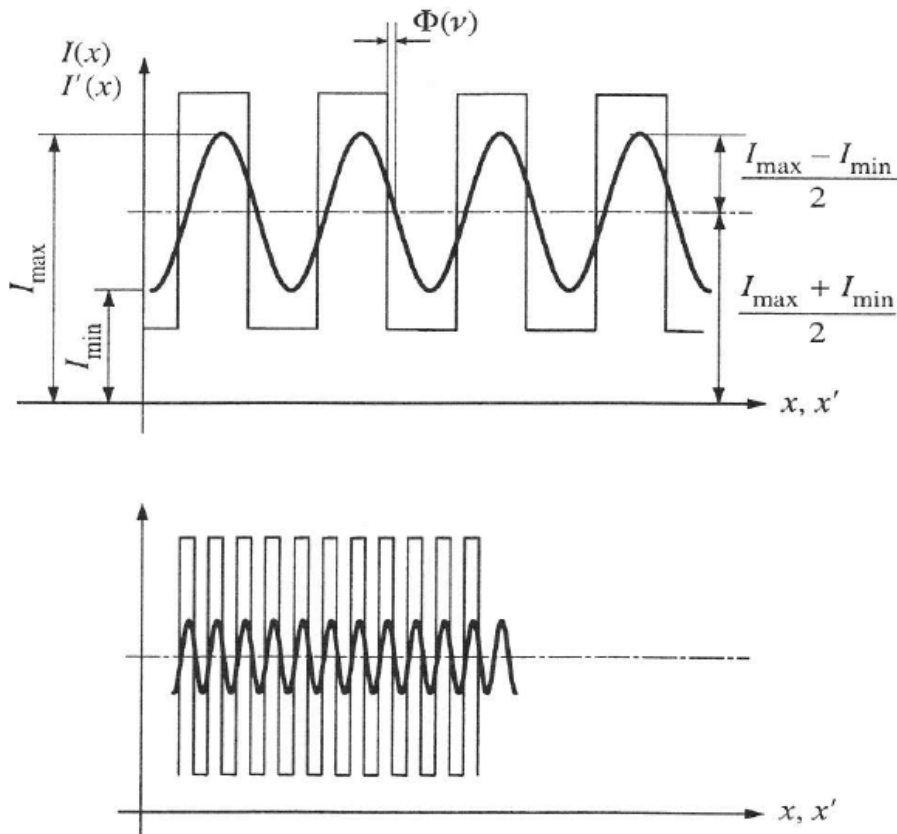 Φ(ν)
I(x)
I′(x)
I_max − I_min
2
I_max
I_min
I_max + I_min
2
x, x′
x, x′